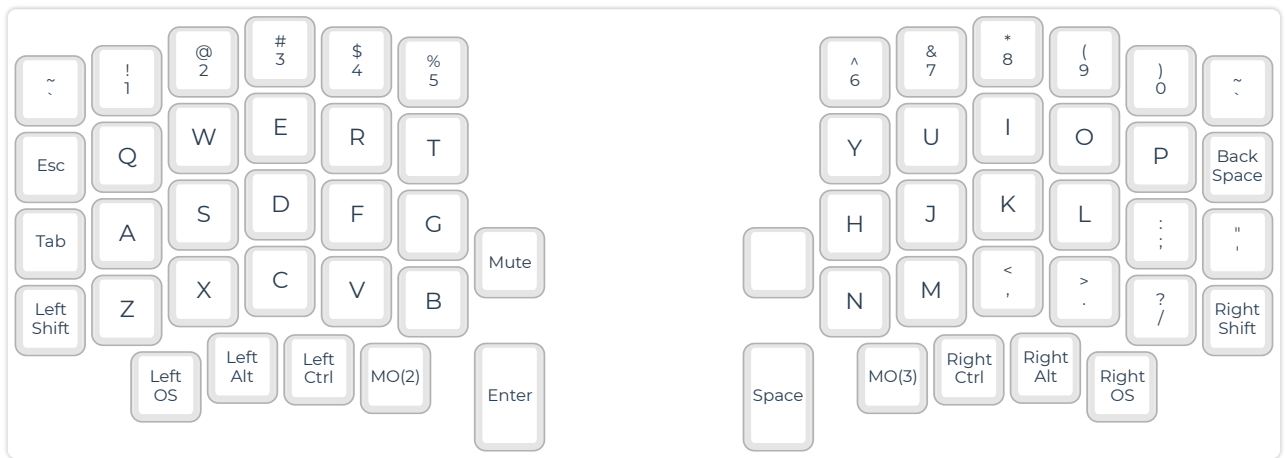 ~
`
!
1
@
2
#
3
$
4
%
5
^
6
&
7
*
8
(
9
)
0
~
`
Esc
Q
W
E
R
T
Y
U
I
O
P
Back
Space
Tab
A
S
D
F
G
Mute
H
J
K
L
:
;
"
'
Left
Shift
Z
X
C
V
B
N
M
<
,
>
.
?
/
Right
Shift
Left
OS
Left
Alt
Left
Ctrl
MO(2)
Enter
Space
MO(3)
Right
Ctrl
Right
Alt
Right
OS